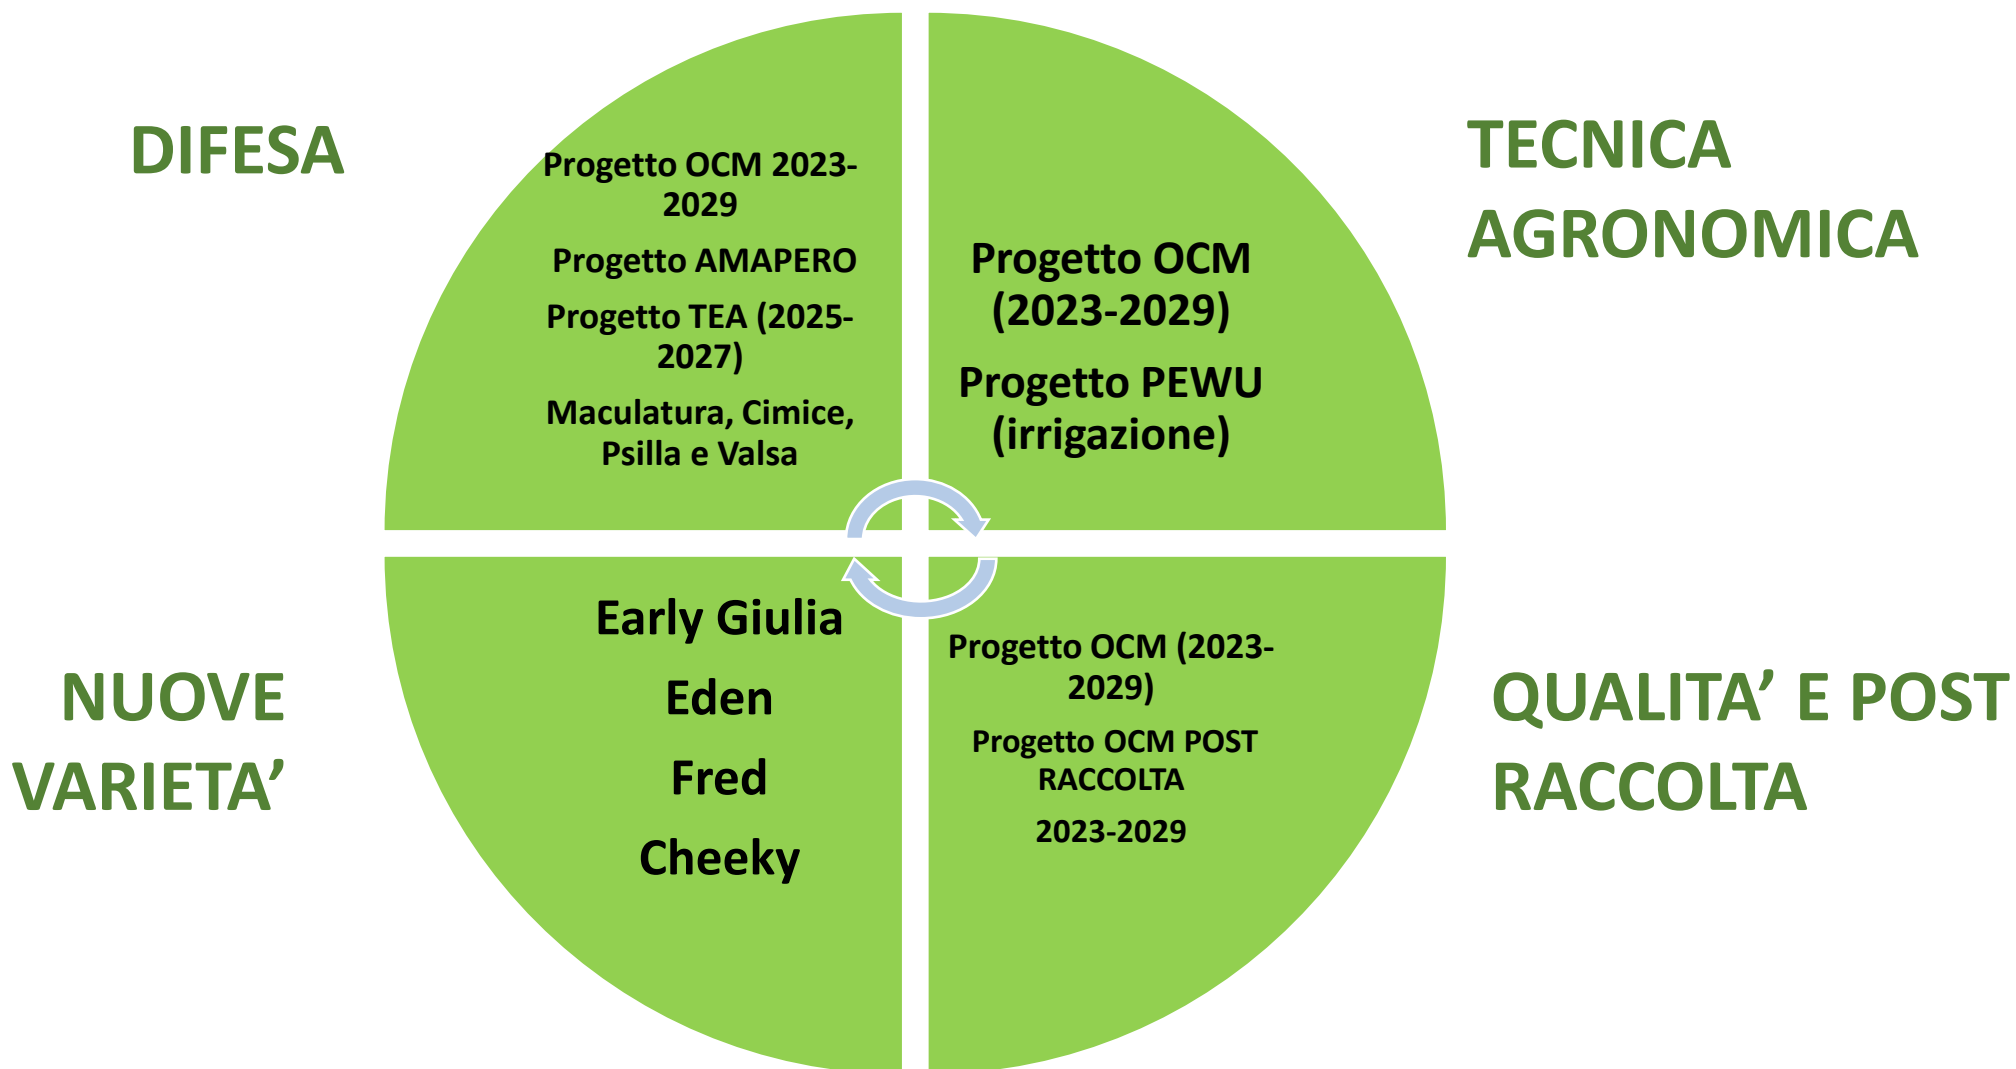 DIFESA
Progetto OCM 2023-
2029
Progetto AMAPERO
Progetto TEA (2025-
2027)
Maculatura, Cimice,
Psilla e Valsa
TECNICA
AGRONOMICA
Progetto OCM
(2023-2029)
Progetto PEWU
(irrigazione)
NUOVE
VARIETA’
Early Giulia
Eden
Fred
Cheeky
QUALITA’ E POST
RACCOLTA
Progetto OCM (2023-
2029)
Progetto OCM POST
RACCOLTA
2023-2029